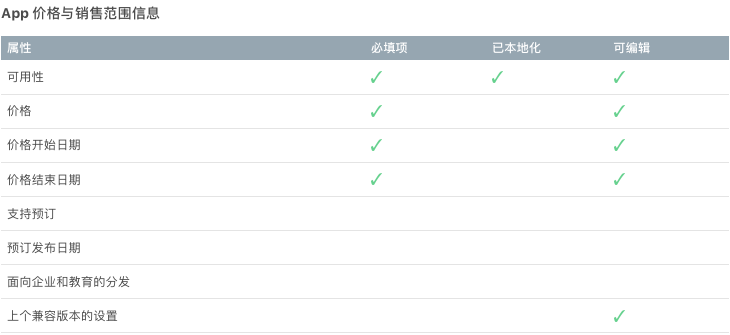 App 价格与销售范围信息
属性 必填项 已本地化 可编辑
可用性 ✓ ✓ ✓
价格 ✓ ✓
价格开始日期 ✓ ✓
价格结束日期 ✓ ✓
支持预订
预订发布日期
面向企业和教育的分发
上个兼容版本的设置 ✓